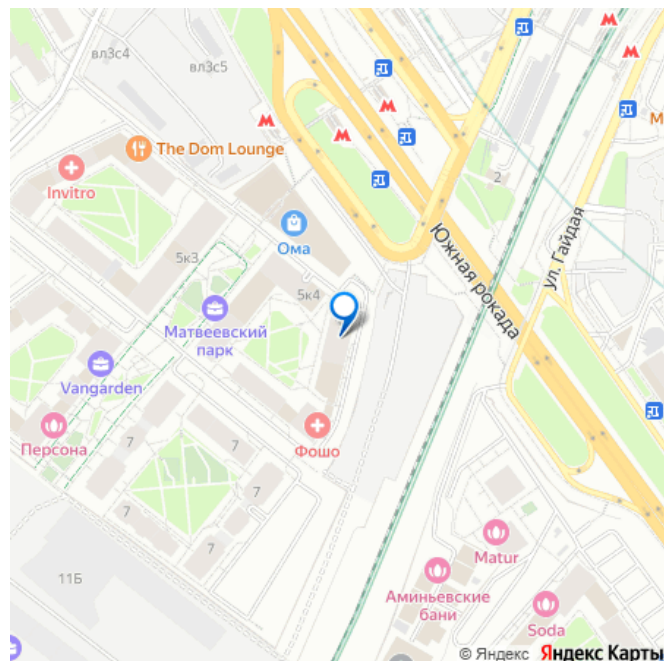 вл3с4
вл3с5
The Dom Lounge
Invitro
М
2
Ома
5к3
Южная рокада
ул. Гайдая
5к4
Матвеевский
парк
Vangarden
Персона
7
7
Фошо
7
7
11Б
Matur
Аминьевские
бани
Soda
© Яндекс Яндекс Карты